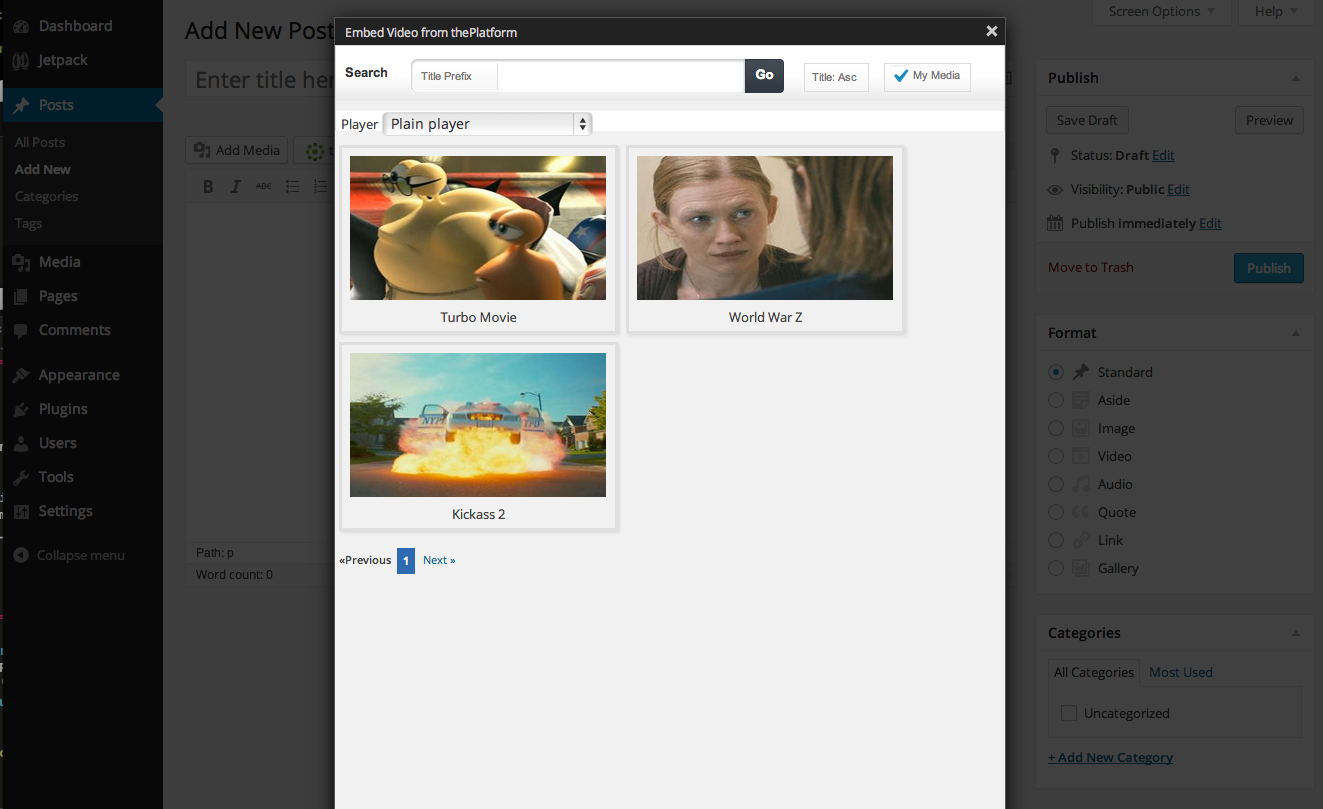 Dashboard
Jetpack
Posts
All Posts
Add New
Categories
Tags
Media
Pages
Comments
Appearance
Plugins
Users
Tools
Settings
Collapse menu
Add New Post
Enter title her
Add Media
B I ABC
Path: p
Word count: 0
Embed Video from thePlatform
Search
Title Prefix
Go
Title: Asc
My Media
Player
Plain player
Turbo Movie
World War Z
Kickass 2
«Previous 1 Next »
Screen Options
Help
Publish
Save Draft
Preview
Status: Draft Edit
Visibility: Public Edit
Publish immediately Edit
Move to Trash
Publish
Format
Standard
Aside
Image
Video
Audio
Quote
Link
Gallery
Categories
All Categories
Most Used
Uncategorized
+ Add New Category